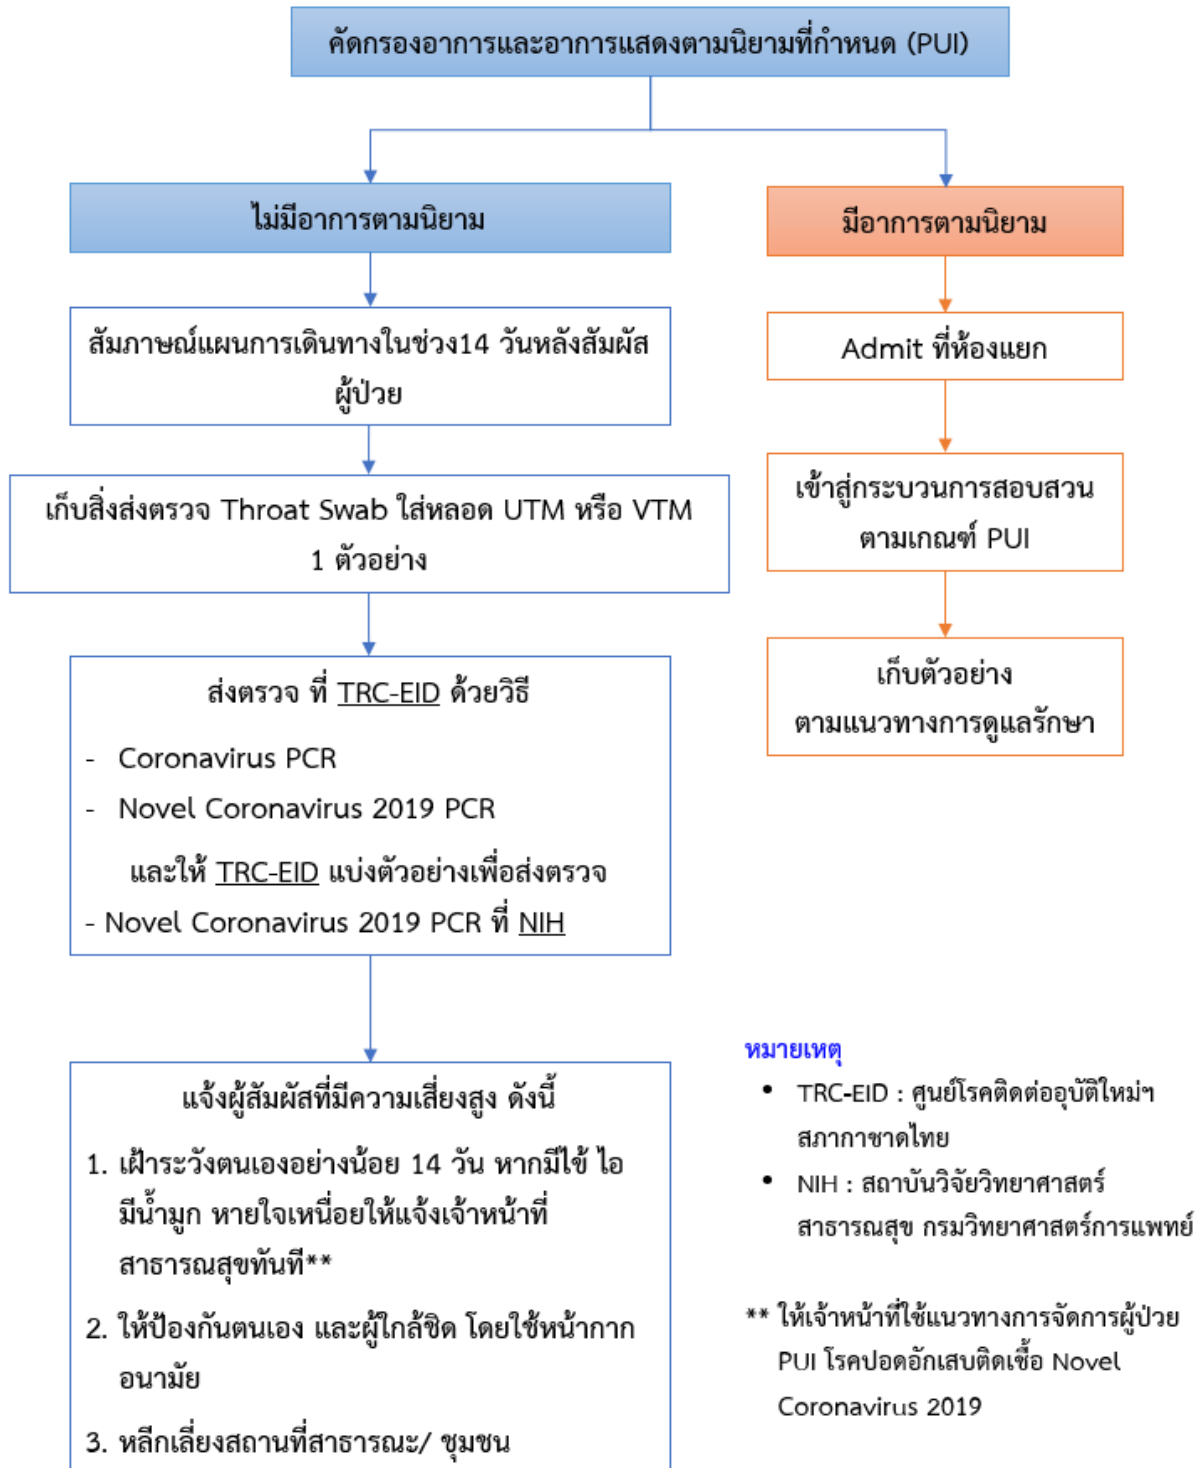 คัดกรองอาการและอาการแสดงตามนิยามที่กำหนด (PUI)
ไม่มีอาการตามนิยาม
สัมภาษณ์แผนการเดินทางในช่วง14 วันหลังสัมผัส
ผู้ป่วย
เก็บสิ่งส่งตรวจ Throat Swab ใส่หลอด UTM หรือ VTM
1 ตัวอย่าง
ส่งตรวจ ที่ TRC-EID ด้วยวิธี
- Coronavirus PCR
- Novel Coronavirus 2019 PCR
และให้ TRC-EID แบ่งตัวอย่างเพื่อส่งตรวจ
- Novel Coronavirus 2019 PCR ที่ NIH
แจ้งผู้สัมผัสที่มีความเสี่ยงสูง ดังนี้
1. เฝ้าระวังตนเองอย่างน้อย 14 วัน หากมีไข้ ไอ
มีน้ำมูก หายใจเหนื่อยให้แจ้งเจ้าหน้าที่
สาธารณสุขทันที**
2. ให้ป้องกันตนเอง และผู้ใกล้ชิด โดยใช้หน้ากาก
อนามัย
3. หลีกเลี่ยงสถานที่สาธารณะ/ ชุมชน
มีอาการตามนิยาม
Admit ที่ห้องแยก
เข้าสู่กระบวนการสอบสวน
ตามเกณฑ์ PUI
เก็บตัวอย่าง
ตามแนวทางการดูแลรักษา
หมายเหตุ
• TRC-EID : ศูนย์โรคติดต่ออุบัติใหม่ฯ
สภากาชาดไทย
• NIH : สถาบันวิจัยวิทยาศาสตร์
สาธารณสุข กรมวิทยาศาสตร์การแพทย์
** ให้เจ้าหน้าที่ใช้แนวทางการจัดการผู้ป่วย
PUI โรคปอดอักเสบติดเชื้อ Novel
Coronavirus 2019